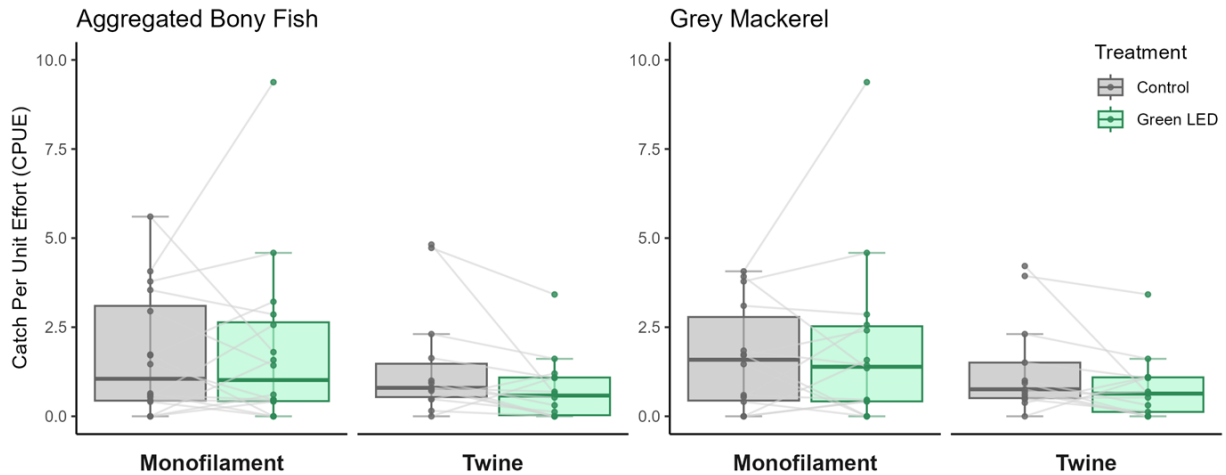 Aggregated Bony Fish
Grey Mackerel
Catch Per Unit Effort (CPUE)
10.0
7.5
5.0
2.5
0.0
10.0
7.5
5.0
2.5
0.0
Treatment
Control
Green LED
Monofilament
Twine
Monofilament
Twine